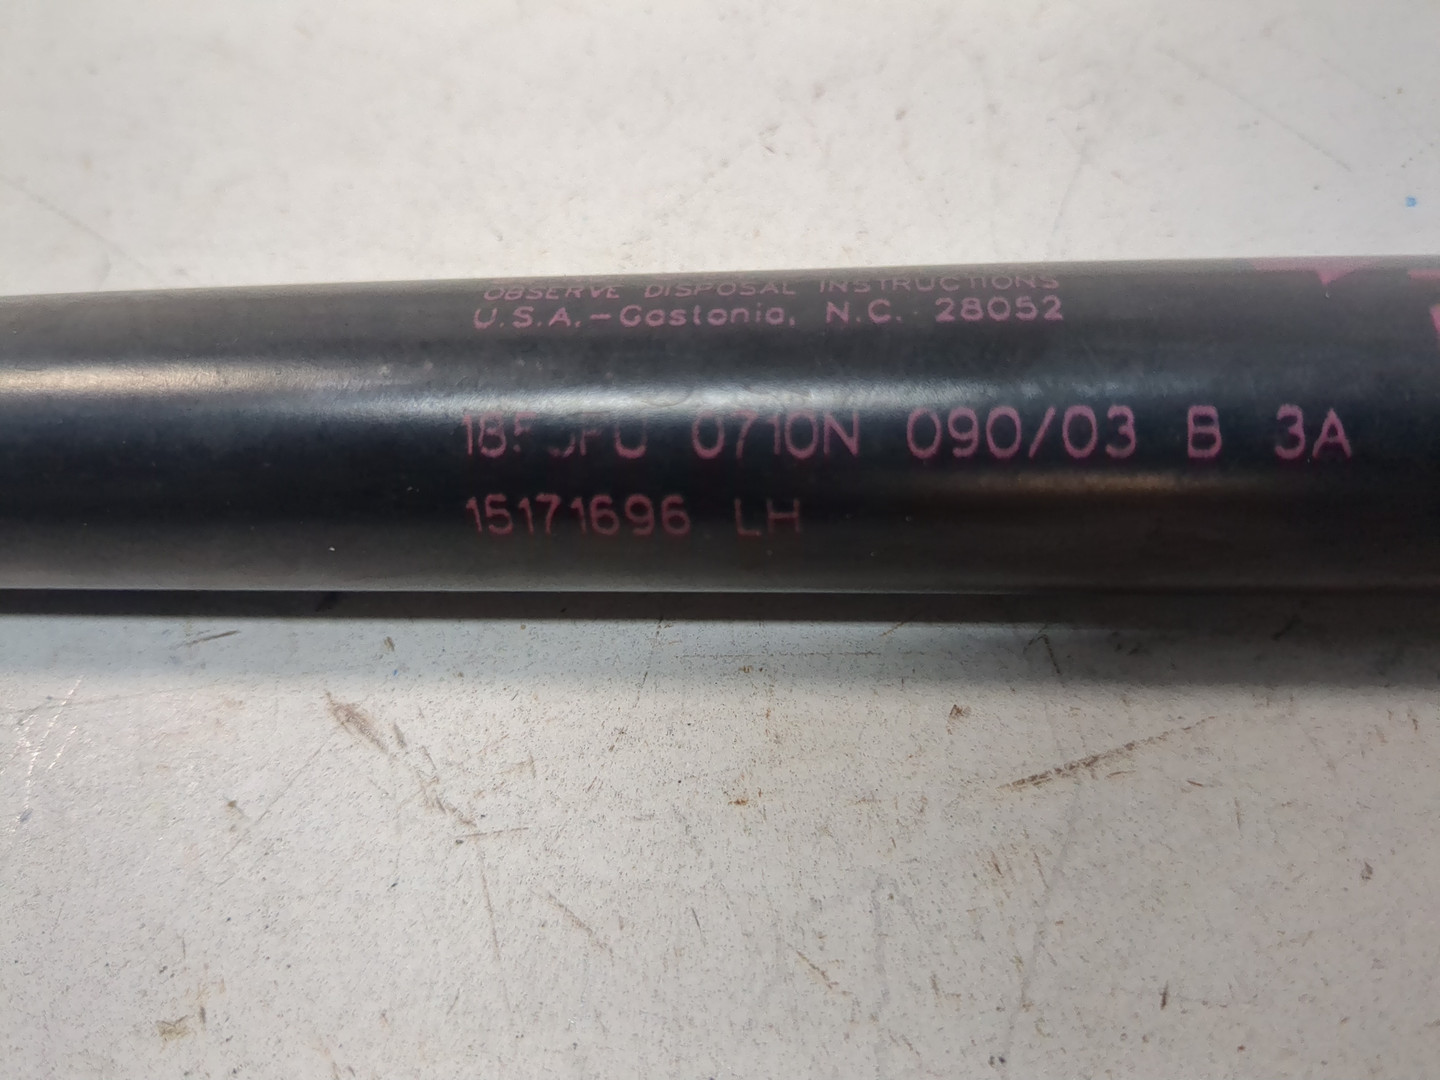 OBSERVE DISPOSAL INSTRUCTIONS
U.S.A.-Gastonia, N.C. 28052
0710N 090/03 B 3A
15171696 LH